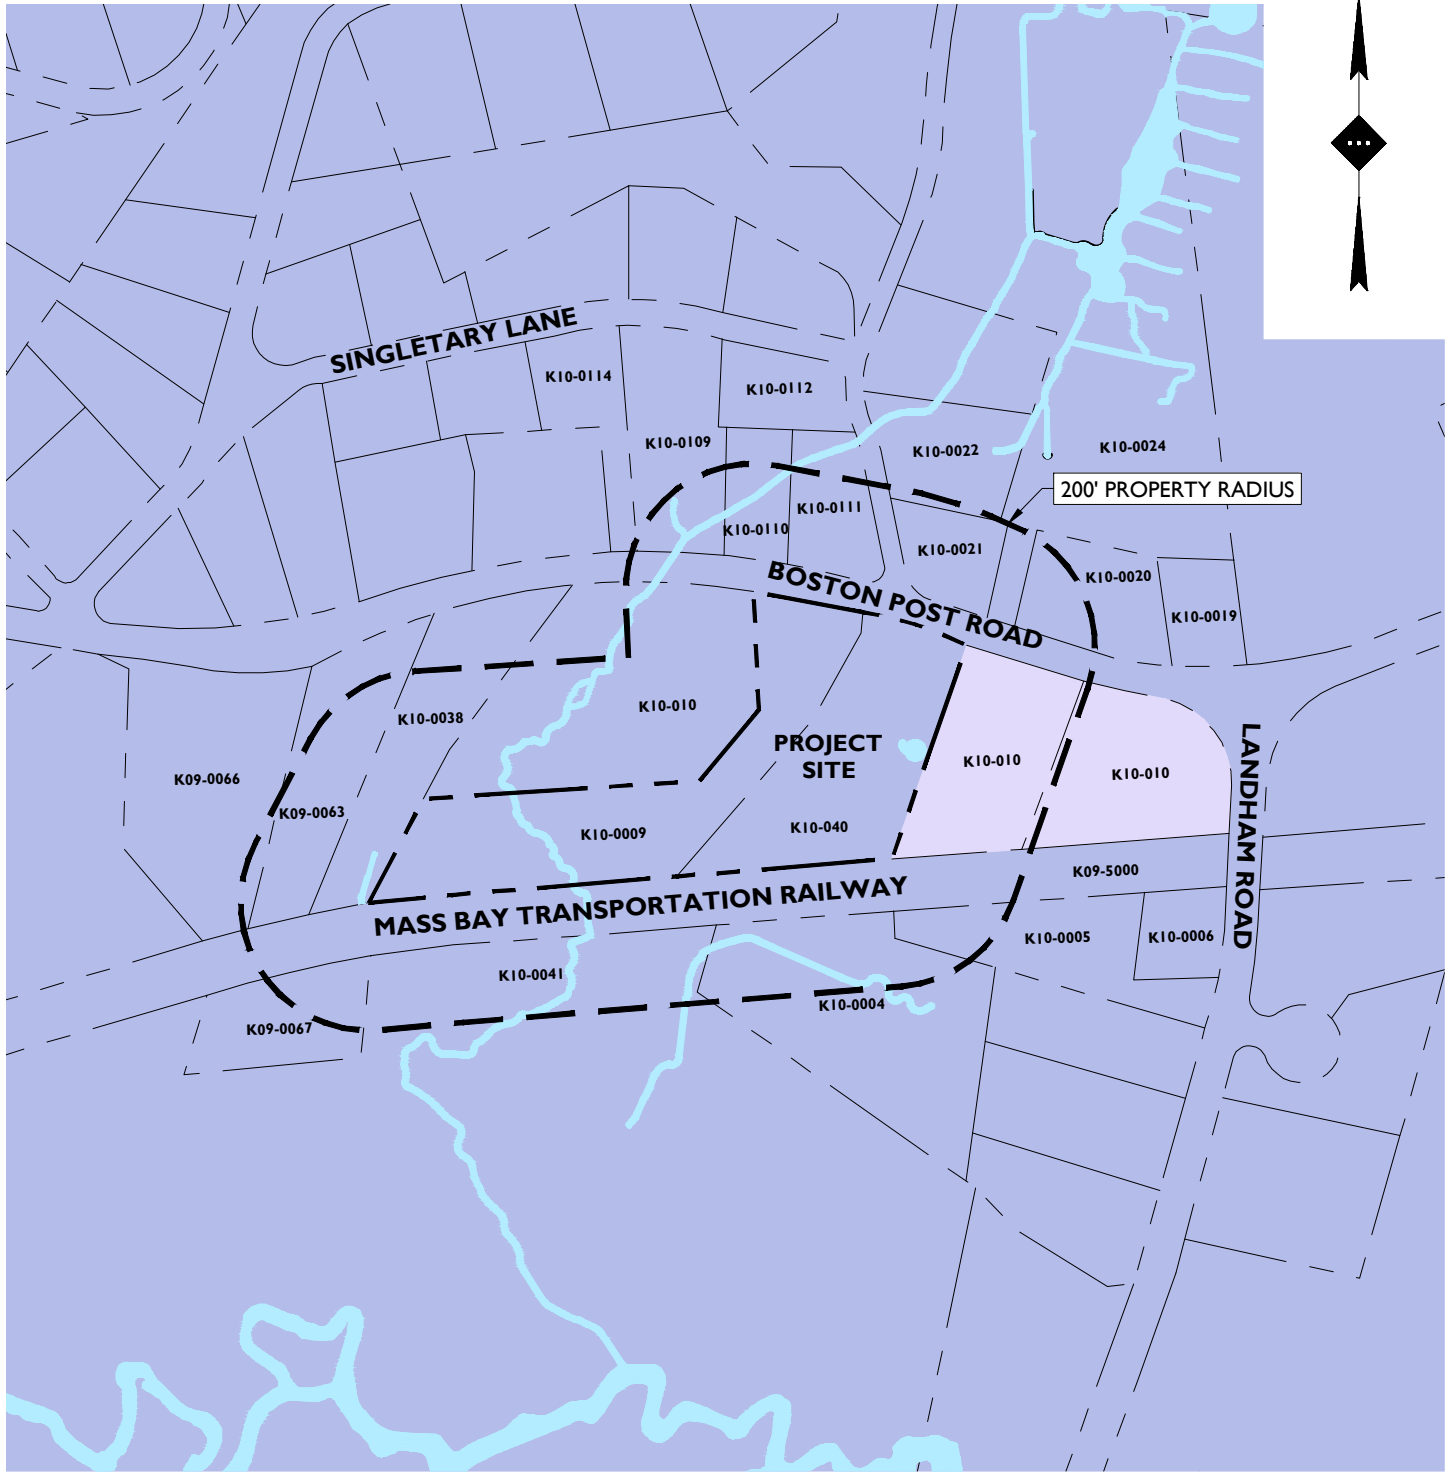 SINGLETARY LANE
K10-0114
K10-0112
K10-0109
K10-0022
K10-0024
200' PROPERTY RADIUS
K10-0111
K10-0110
K10-0021
K10-0020
K10-0019
BOSTON POST ROAD
K10-010
K10-0038
PROJECT
SITE
K10-010
K10-010
LANDHAM ROAD
K09-0066
K09-0063
K10-0009
K10-040
K09-5000
MASS BAY TRANSPORTATION RAILWAY
K10-0005
K10-0006
K10-0041
K10-0004
K09-0067